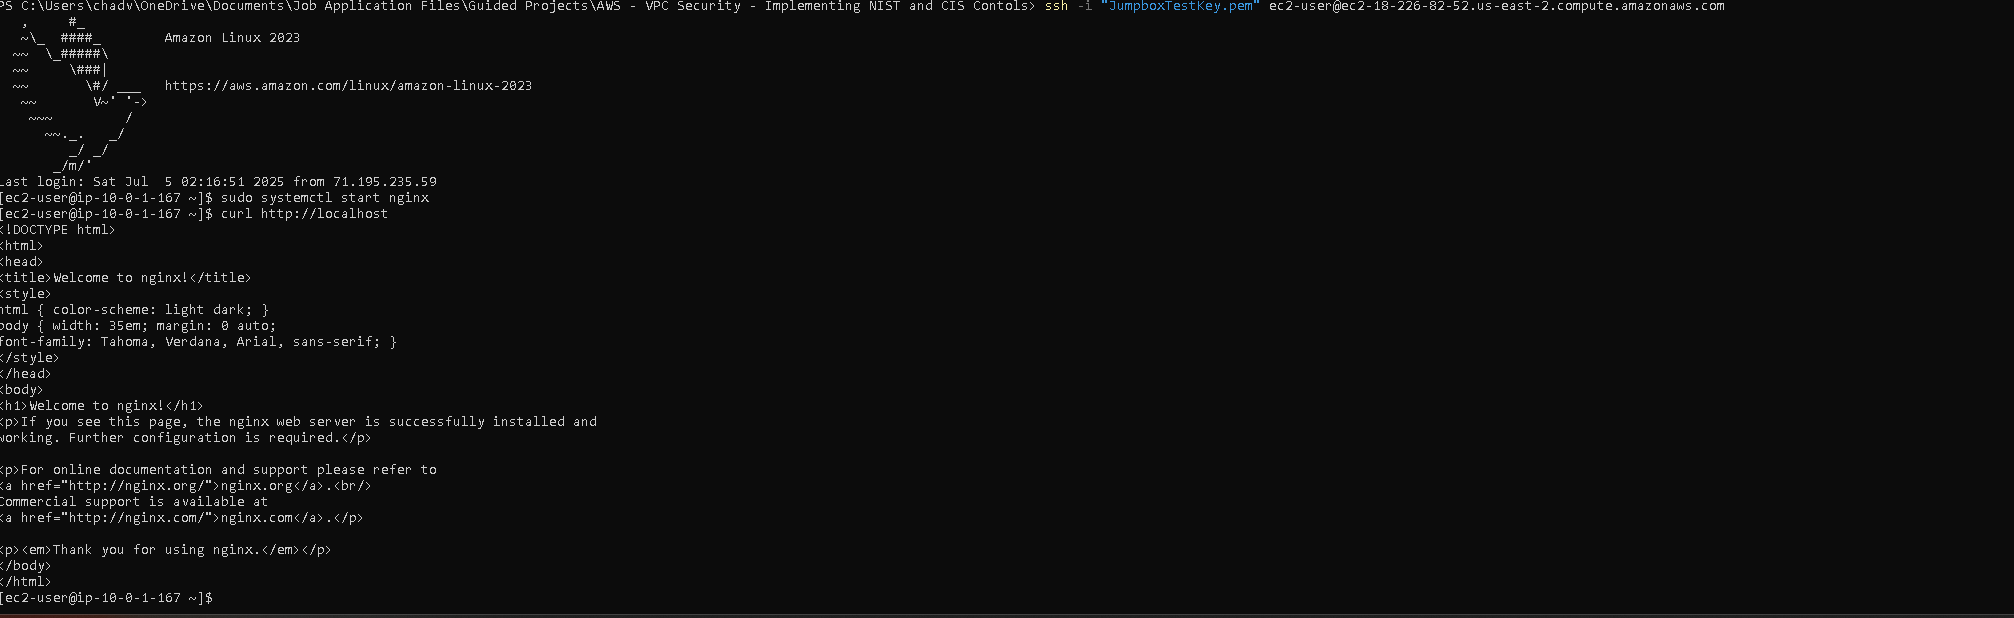 PS C:\Users\chadv\OneDrive\Documents\Job Application Files\Guided Projects\AWS - VPC Security - Implementing NIST and CIS Contols> ssh -i "JumpboxTestKey.pem" ec2-user@ec2-18-226-82-52.us-east-2.compute.amazonaws.com
   ,     #_
   ~\_  ####_        Amazon Linux 2023
  ~~  \_#####\
  ~~     \###|
  ~~       \#/ ___   https://aws.amazon.com/linux/amazon-linux-2023
   ~~       V~' '->
    ~~~         /
      ~~._.   _/
         _/ _/
       _/m/'
Last login: Sat Jul  5 02:16:51 2025 from 71.195.235.59
[ec2-user@ip-10-0-1-167 ~]$ sudo systemctl start nginx
[ec2-user@ip-10-0-1-167 ~]$ curl http://localhost
<!DOCTYPE html>
<html>
<head>
<title>Welcome to nginx!</title>
<style>
html { color-scheme: light dark; }
body { width: 35em; margin: 0 auto;
font-family: Tahoma, Verdana, Arial, sans-serif; }
</style>
</head>
<body>
<h1>Welcome to nginx!</h1>
<p>If you see this page, the nginx web server is successfully installed and
working. Further configuration is required.</p>

<p>For online documentation and support please refer to
<a href="http://nginx.org/">nginx.org</a>.<br/>
Commercial support is available at
<a href="http://nginx.com/">nginx.com</a>.</p>

<p><em>Thank you for using nginx.</em></p>
</body>
</html>
[ec2-user@ip-10-0-1-167 ~]$